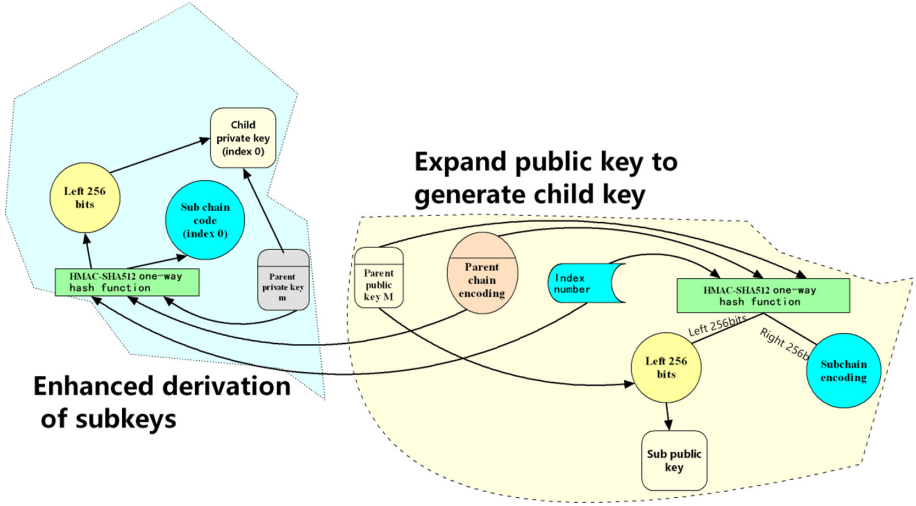 Child
private key
(index 0)
Left 256
bits
Sub chain
code
(index 0)
HMAC-SHA512 one-way
hash function
Parent
private key
m
Enhanced derivation
of subkeys
Expand public key to
generate child key
Parent
public
key M
Parent
chain
encoding
Index
number
HMAC-SHA512 one-way
hash function
Left 256bits
Right 256b
Left 256
bits
Subchain
encoding
Sub public
key